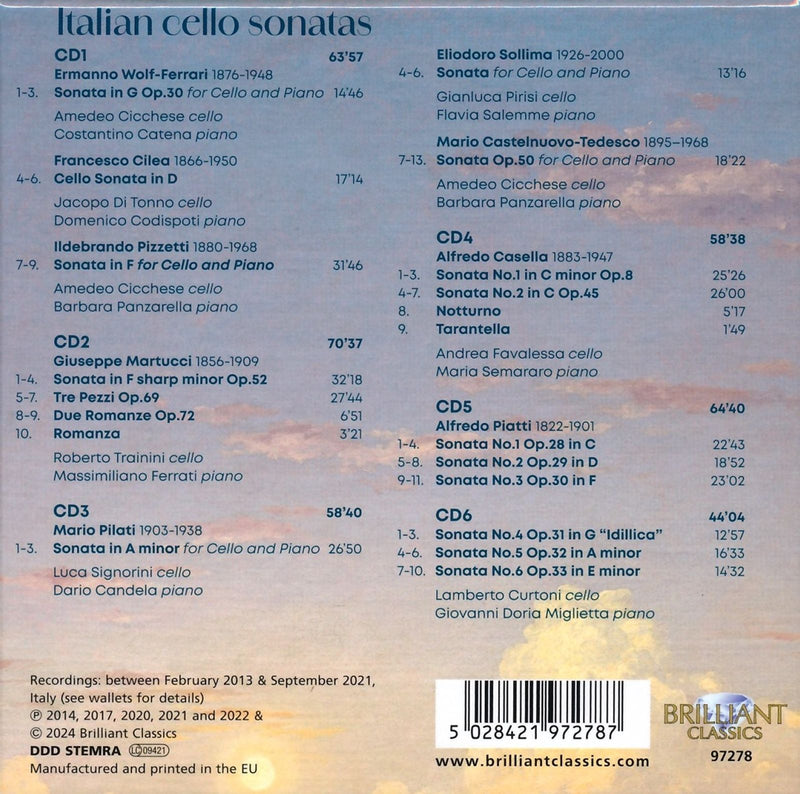 Italian cello sonatas
CD1 63'57
Ermanno Wolf-Ferrari 1876-1948
1-3. Sonata in G Op.30 for Cello and Piano 14'46
Amedeo Cicchese cello
Costantino Catena piano
Francesco Cilea 1866-1950
4-6. Cello Sonata in D 17'14
Jacopo Di Tonno cello
Domenico Codispoti piano
Ildebrando Pizzetti 1880-1968
7-9. Sonata in F for Cello and Piano 31'46
Amedeo Cicchese cello
Barbara Panzarella piano
CD2 70'37
Giuseppe Martucci 1856-1909
1-4. Sonata in F sharp minor Op.52 32'18
5-7. Tre Pezzi Op.69 27'44
8-9. Due Romanze Op.72 6'51
10. Romanza 3'21
Roberto Trainini cello
Massimiliano Ferrati piano
CD3 58'40
Mario Pilati 1903-1938
1-3. Sonata in A minor for Cello and Piano 26'50
Luca Signorini cello
Dario Candela piano
Eliodoro Sollima 1926-2000
4-6. Sonata for Cello and Piano 13'16
Gianluca Pirisi cello
Flavia Salemme piano
Mario Castelnuovo-Tedesco 1895–1968
7-13. Sonata Op.50 for Cello and Piano 18'22
Amedeo Cicchese cello
Barbara Panzarella piano
CD4 58'38
Alfredo Casella 1883-1947
1-3. Sonata No.1 in C minor Op.8 25'26
4-7. Sonata No.2 in C Op.45 26'00
8. Notturno 5'17
9. Tarantella 1'49
Andrea Favalessa cello
Maria Semeraro piano
CD5 64'40
Alfredo Piatti 1822-1901
1-4. Sonata No.1 Op.28 in C 22'43
5-8. Sonata No.2 Op.29 in D 18'52
9-11. Sonata No.3 Op.30 in F 23'02
CD6 44'04
1-3. Sonata No.4 Op.31 in G “Idillica” 12'57
4-6. Sonata No.5 Op.32 in A minor 16'33
7-10. Sonata No.6 Op.33 in E minor 14'32
Lamberto Curtoni cello
Giovanni Doria Miglietta piano
Recordings: between February 2013 & September 2021,
Italy (see wallets for details)
℗ 2014, 2017, 2020, 2021 and 2022 &
© 2024 Brilliant Classics
DDD STEMRA LC 09421
Manufactured and printed in the EU
5 028421 972787
www.brilliantclassics.com
BRILLIANT
CLASSICS
97278